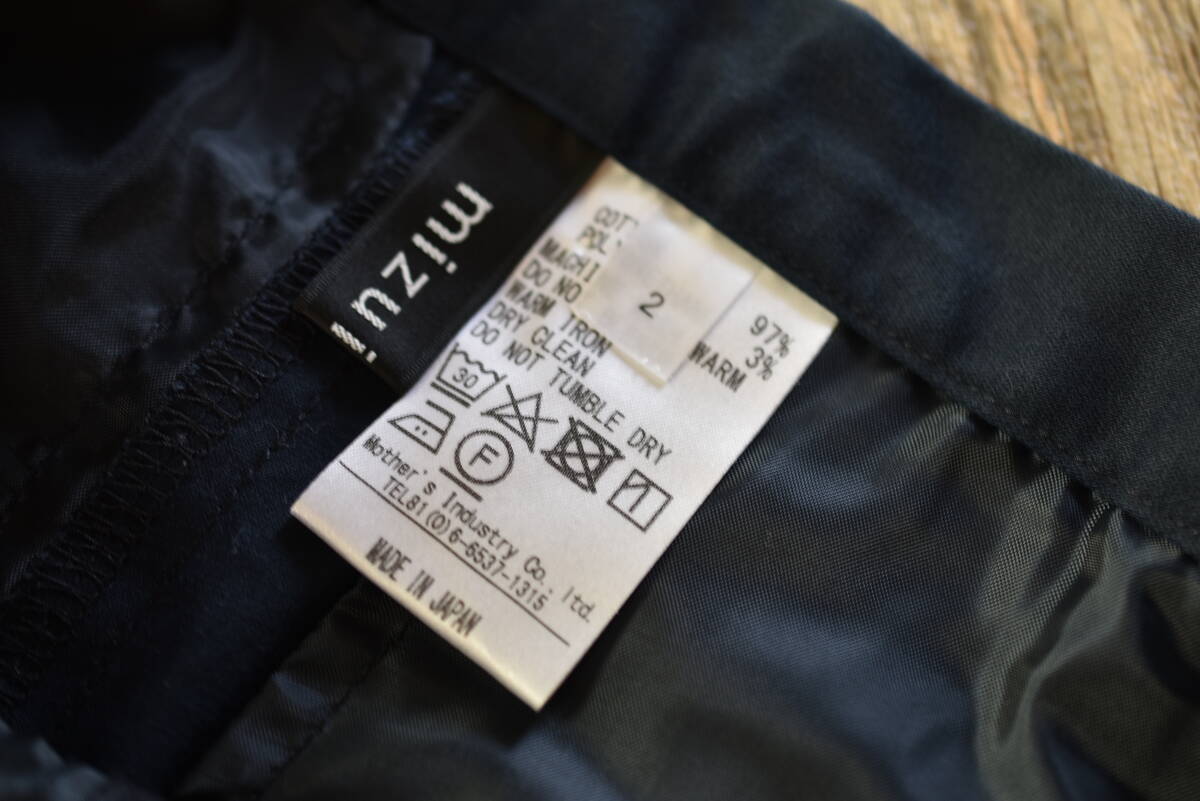 mizuiro
2
COT
POL
97%
3%
MACHI
WARM
DO NO
WARM IRON
DRY CLEAN
DO NOT TUMBLE DRY
30
F
Mother's Industry Co., ltd.
TEL81(0)6-6537-1315
MADE IN JAPAN